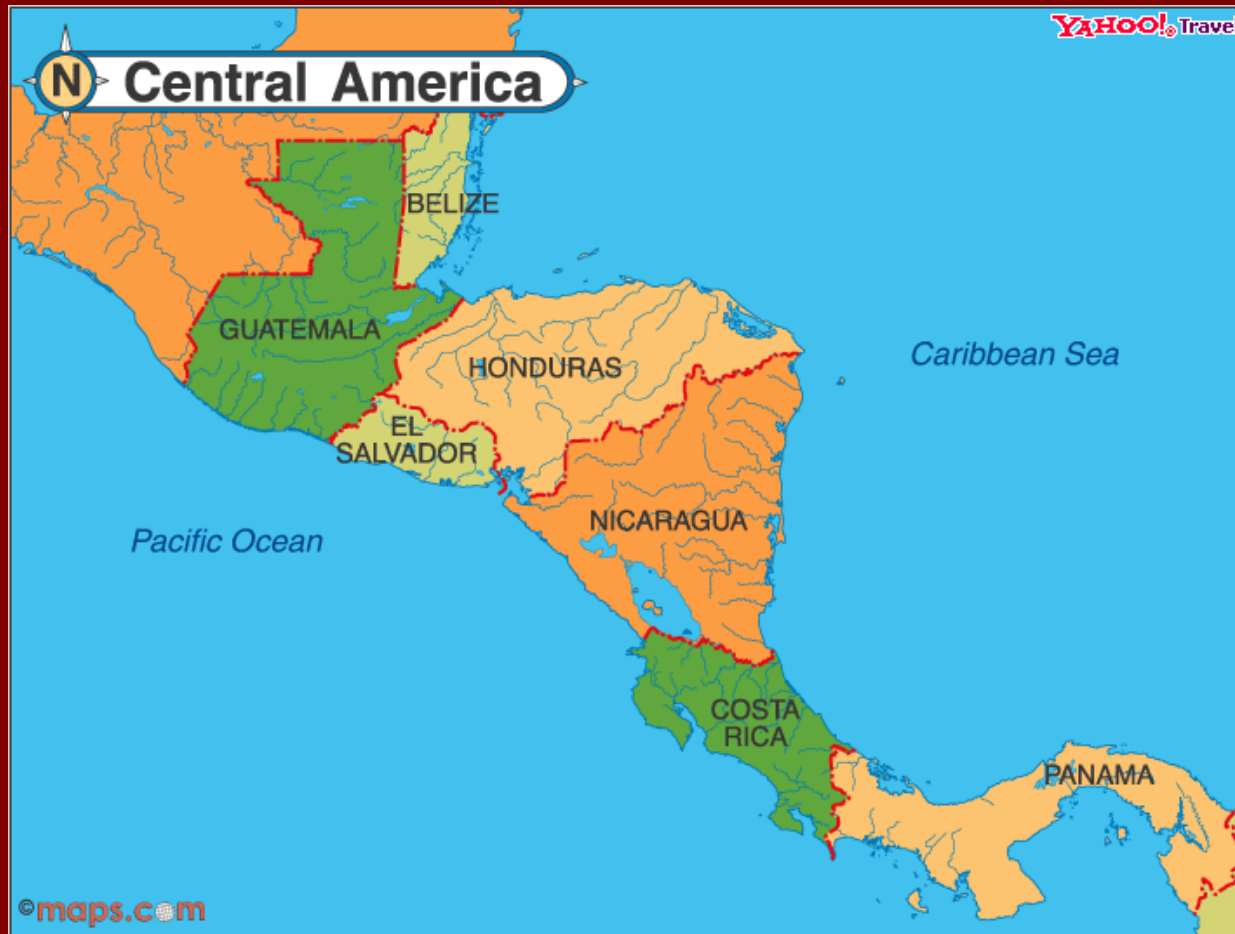 YAHOO! Travel
N Central America
BELIZE
GUATEMALA
HONDURAS
Caribbean Sea
EL
SALVADOR
NICARAGUA
Pacific Ocean
COSTA
RICA
PANAMA
©maps.com